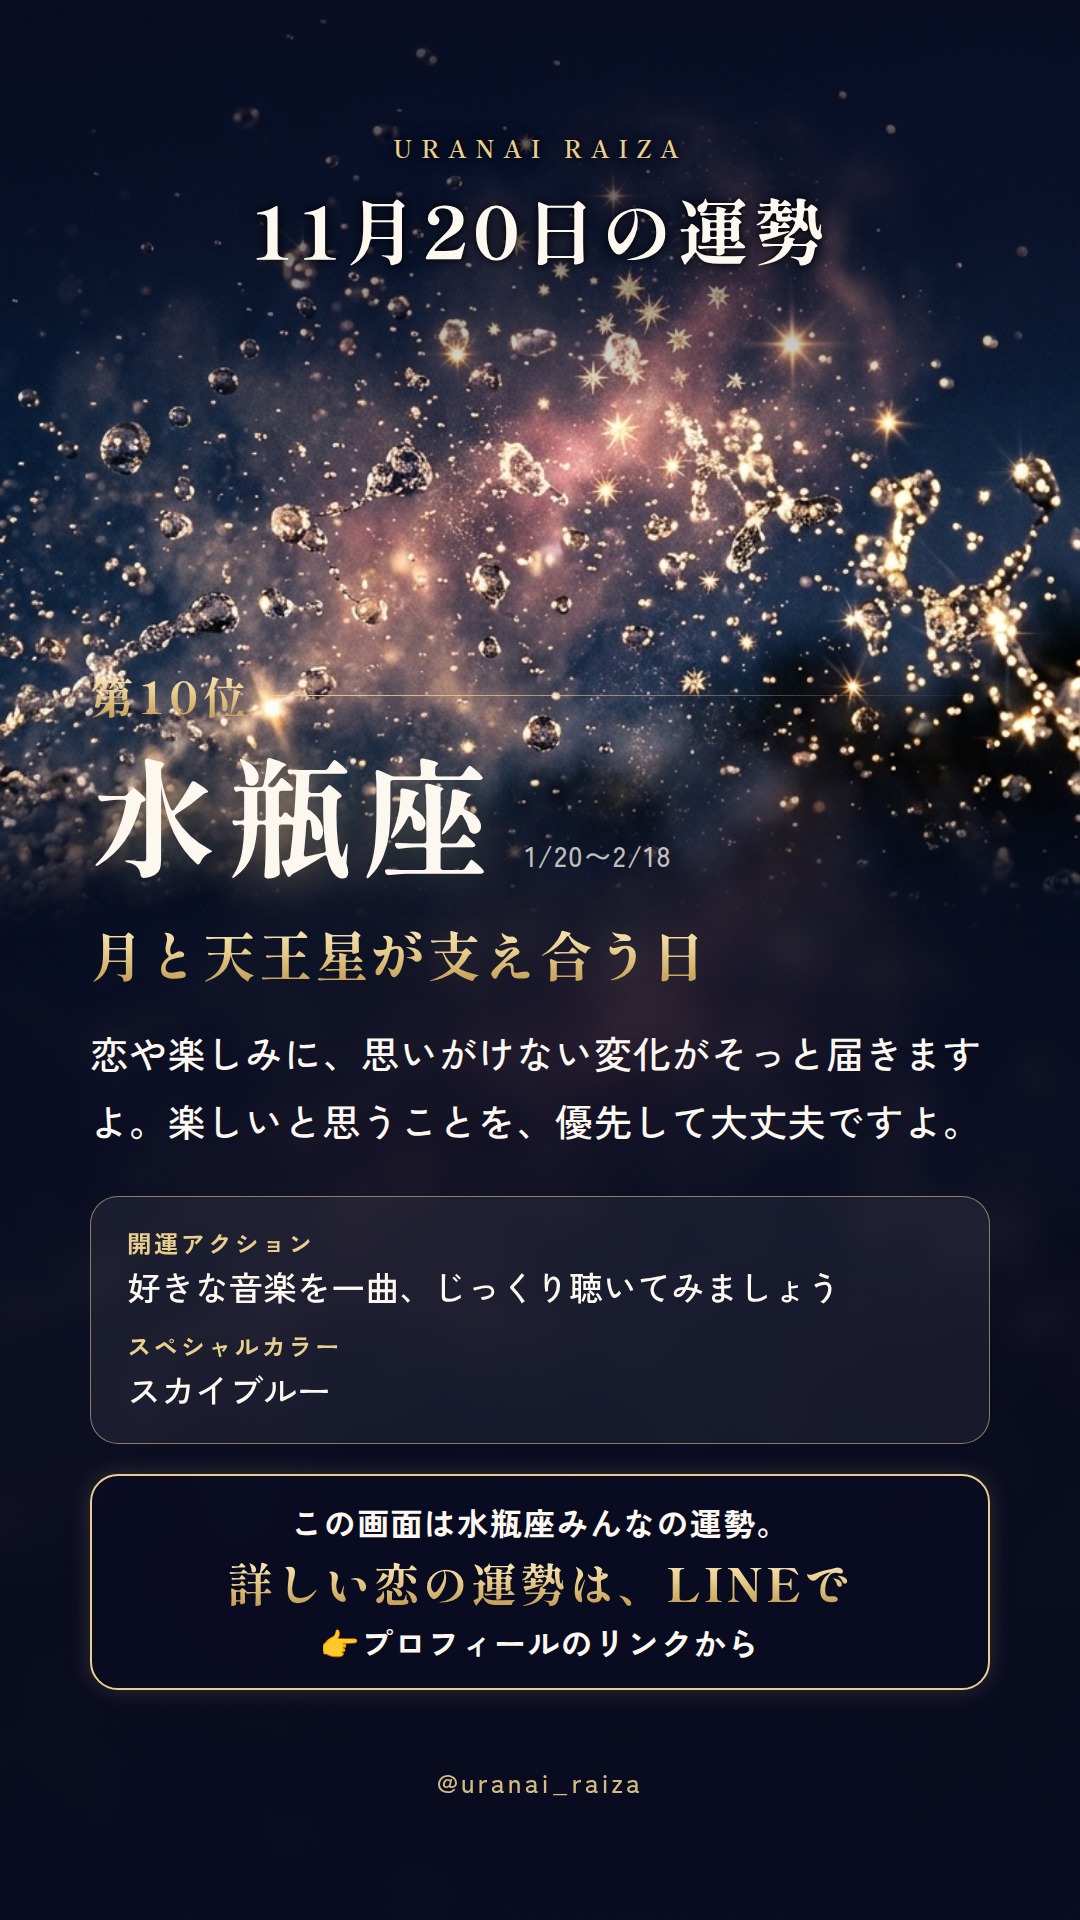 URANAI RAIZA
11月20日の運勢
第10位
水瓶座 1/20〜2/18
月と天王星が支え合う日
恋や楽しみに、思いがけない変化がそっと届きます
よ。楽しいと思うことを、優先して大丈夫ですよ。
開運アクション
好きな音楽を一曲、じっくり聴いてみましょう
スペシャルカラー
スカイブルー
この画面は水瓶座みんなの運勢。
詳しい恋の運勢は、LINEで
👉プロフィールのリンクから
@uranai_raiza